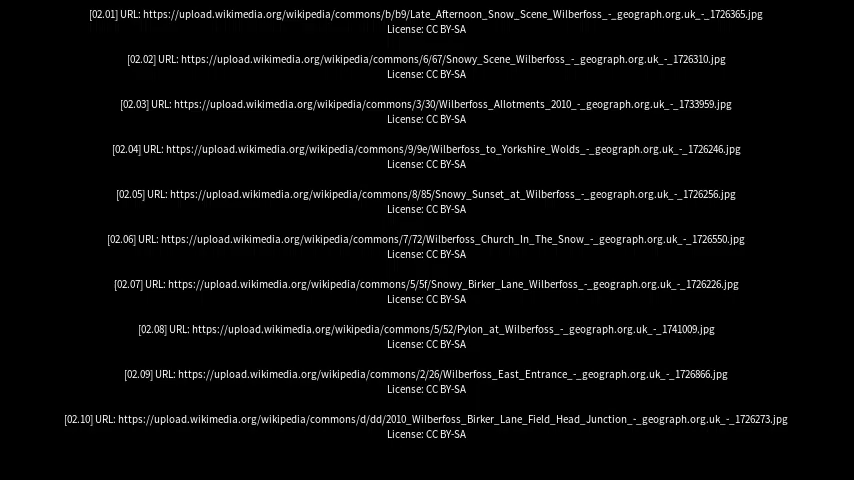 [02.01] URL: https://upload.wikimedia.org/wikipedia/commons/b/b9/Late_Afternoon_Snow_Scene_Wilberfoss_-_geograph.org.uk_-_1726365.jpg
License: CC BY-SA
[02.02] URL: https://upload.wikimedia.org/wikipedia/commons/6/67/Snowy_Scene_Wilberfoss_-_geograph.org.uk_-_1726310.jpg
License: CC BY-SA
[02.03] URL: https://upload.wikimedia.org/wikipedia/commons/3/30/Wilberfoss_Allotments_2010_-_geograph.org.uk_-_1733959.jpg
License: CC BY-SA
[02.04] URL: https://upload.wikimedia.org/wikipedia/commons/9/9e/Wilberfoss_to_Yorkshire_Wolds_-_geograph.org.uk_-_1726246.jpg
License: CC BY-SA
[02.05] URL: https://upload.wikimedia.org/wikipedia/commons/8/85/Snowy_Sunset_at_Wilberfoss_-_geograph.org.uk_-_1726256.jpg
License: CC BY-SA
[02.06] URL: https://upload.wikimedia.org/wikipedia/commons/7/72/Wilberfoss_Church_In_The_Snow_-_geograph.org.uk_-_1726550.jpg
License: CC BY-SA
[02.07] URL: https://upload.wikimedia.org/wikipedia/commons/5/5f/Snowy_Birker_Lane_Wilberfoss_-_geograph.org.uk_-_1726226.jpg
License: CC BY-SA
[02.08] URL: https://upload.wikimedia.org/wikipedia/commons/5/52/Pylon_at_Wilberfoss_-_geograph.org.uk_-_1741009.jpg
License: CC BY-SA
[02.09] URL: https://upload.wikimedia.org/wikipedia/commons/2/26/Wilberfoss_East_Entrance_-_geograph.org.uk_-_1726866.jpg
License: CC BY-SA
[02.10] URL: https://upload.wikimedia.org/wikipedia/commons/d/dd/2010_Wilberfoss_Birker_Lane_Field_Head_Junction_-_geograph.org.uk_-_1726273.jpg
License: CC BY-SA